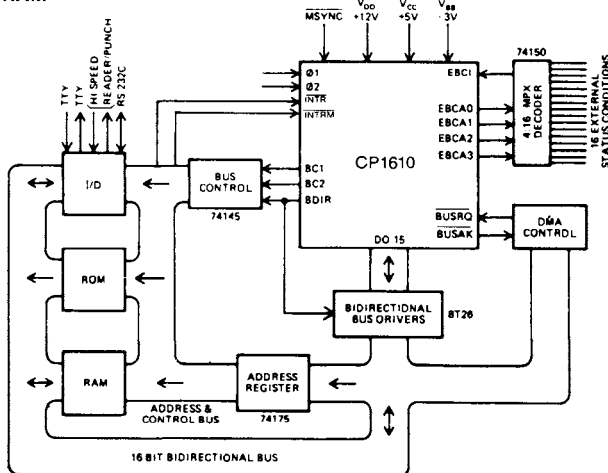 MSYNC
VDD
+12V
VCC
+5V
VBB
- 3V
74150
TTY
TTY
HI SPEED
READER/PUNCH
RS 232C
Ø1
Ø2
INTR
INTRM
BC1
BC2
BDIR
CP1610
EBCI
EBCA0
EBCA1
EBCA2
EBCA3
BUSRQ
BUSAK
DO 15
4:16 MPX
DECODER
16 EXTERNAL
STATUS CONDITIONS
I/D
BUS
CONTROL
74145
DMA
CONTROL
ROM
BIDIRECTIONAL
BUS DRIVERS
8T26
RAM
ADDRESS
REGISTER
74175
ADDRESS &
CONTROL BUS
16 BIT BIDIRECTIONAL BUS